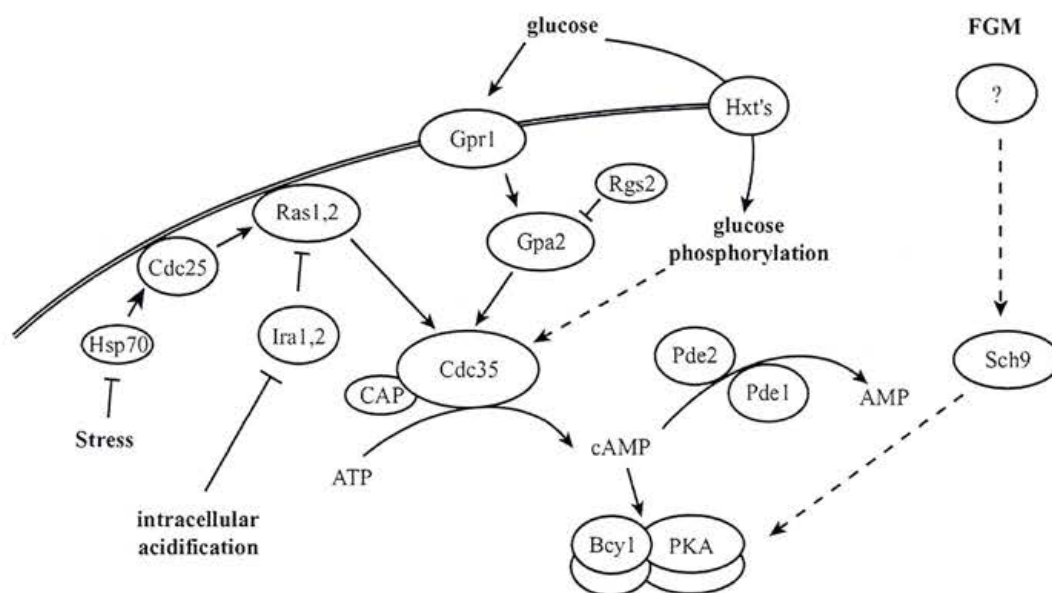 glucose
FGM
Hxt's
?
Gpr1
Rgs2
Ras1,2
glucose
phosphorylation
Gpa2
Cdc25
Hsp70
Ira1,2
Pde2
Sch9
Cdc35
CAP
Pde1
AMP
Stress
cAMP
ATP
intracellular
acidification
Bcy1
PKA